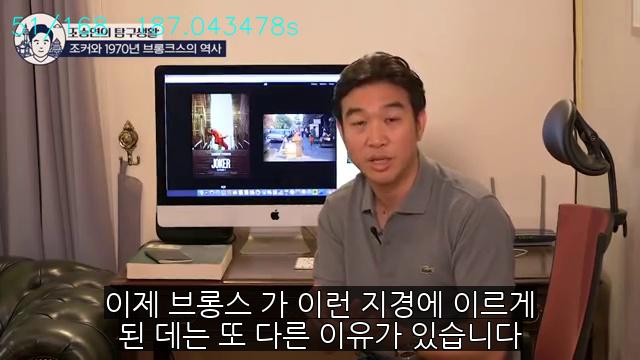 51/168 187.043478s
조승연의 탐구생활
조커와 1970년 브롱크스의 역사
JOKER
이제 브롱스 가 이런 지경에 이르게
된 데는 또 다른 이유가 있습니다